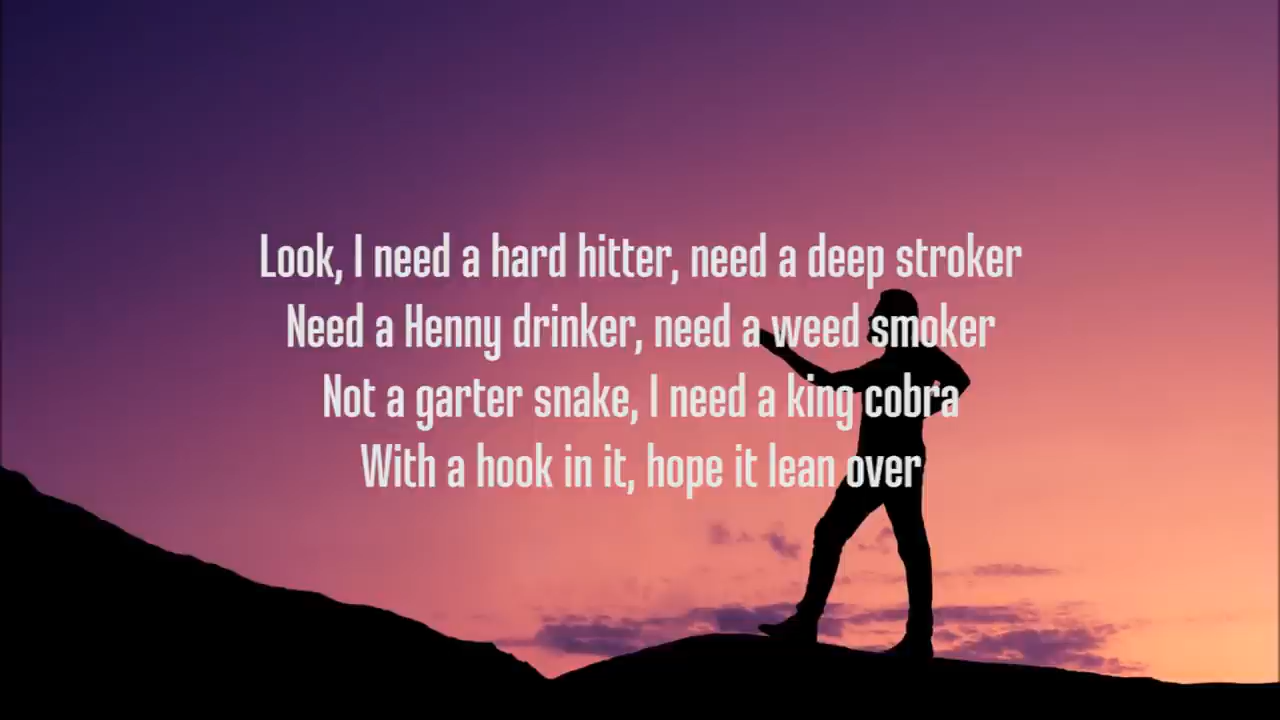 Look, I need a hard hitter, need a deep stroker
Need a Henny drinker, need a weed smoker
Not a garter snake, I need a king cobra
With a hook in it, hope it lean over